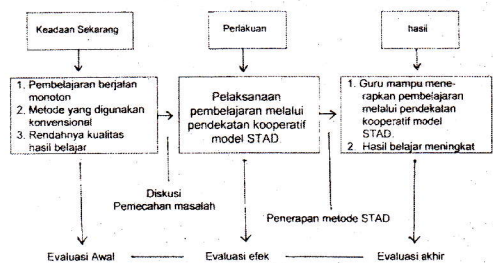 Keadaan Sekarang
Perlakuan
hasil
1. Pembelajaran berjalan
monoton
2. Metode yang digunakan
konvensional
3. Rendahnya kualitas
hasil belajar
Pelaksanaan
pembelajaran melalui
pendekatan kooperatif
model STAD.
1. Guru mampu mene-
rapkan pembelajaran
melalui pendekatan
kooperatif model
STAD.
2. Hasil belajar meningkat
Diskusi
Pemecahan masalah
Penerapan metode STAD
Evaluasi Awal
Evaluasi efek
Evaluasi akhir